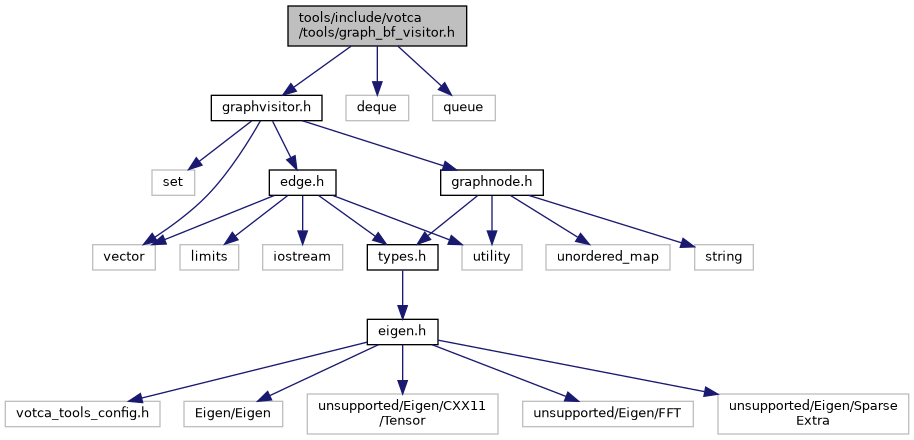 tools/include/votca
/tools/graph_bf_visitor.h
graphvisitor.h
deque
queue
set
edge.h
graphnode.h
vector
limits
iostream
types.h
utility
unordered_map
string
eigen.h
votca_tools_config.h
Eigen/Eigen
unsupported/Eigen/CXX11
/Tensor
unsupported/Eigen/FFT
unsupported/Eigen/Sparse
Extra